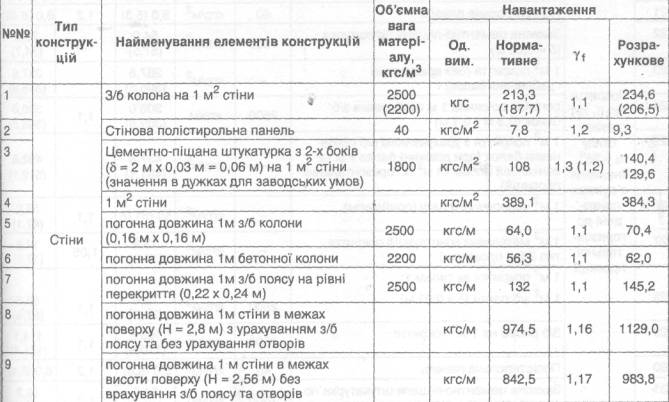 №№ Тип конструк-цій Найменування елементів конструкцій Об'ємна вага матері-алу, кгс/м³ Навантаження
Од. вим. Норма-тивне γf Розра-хункове
1 Стіни З/б колона на 1 м² стіни 2500 (2200) кгс 213,3 (187,7) 1,1 234,6 (206,5)
2 Стінова полістирольна панель 40 кгс/м² 7,8 1,2 9,3
3 Цементно-піщана штукатурка з 2-х боків (δ = 2 м х 0,03 м = 0,06 м) на 1 м² стіни (значення в дужках для заводських умов) 1800 кгс/м² 108 1,3 (1,2) 140,4 129,6
4 1 м² стіни кгс/м² 389,1 384,3
5 погонна довжина 1м з/б колони (0,16 м х 0,16 м) 2500 кгс/м 64,0 1,1 70,4
6 погонна довжина 1м бетонної колони 2200 кгс/м 56,3 1,1 62,0
7 погонна довжина 1м з/б поясу на рівні перекриття (0,22 х 0,24 м) 2500 кгс/м 132 1,1 145,2
8 погонна довжина 1м стіни в межах поверху (Н = 2,8 м) з урахуванням з/б поясу та без урахування отворів кгс/м 974,5 1,16 1129,0
9 погонна довжина 1 м стіни в межах висоти поверху (Н = 2,56 м) без врахування з/б поясу та отворів кгс/м 842,5 1,17 983,8